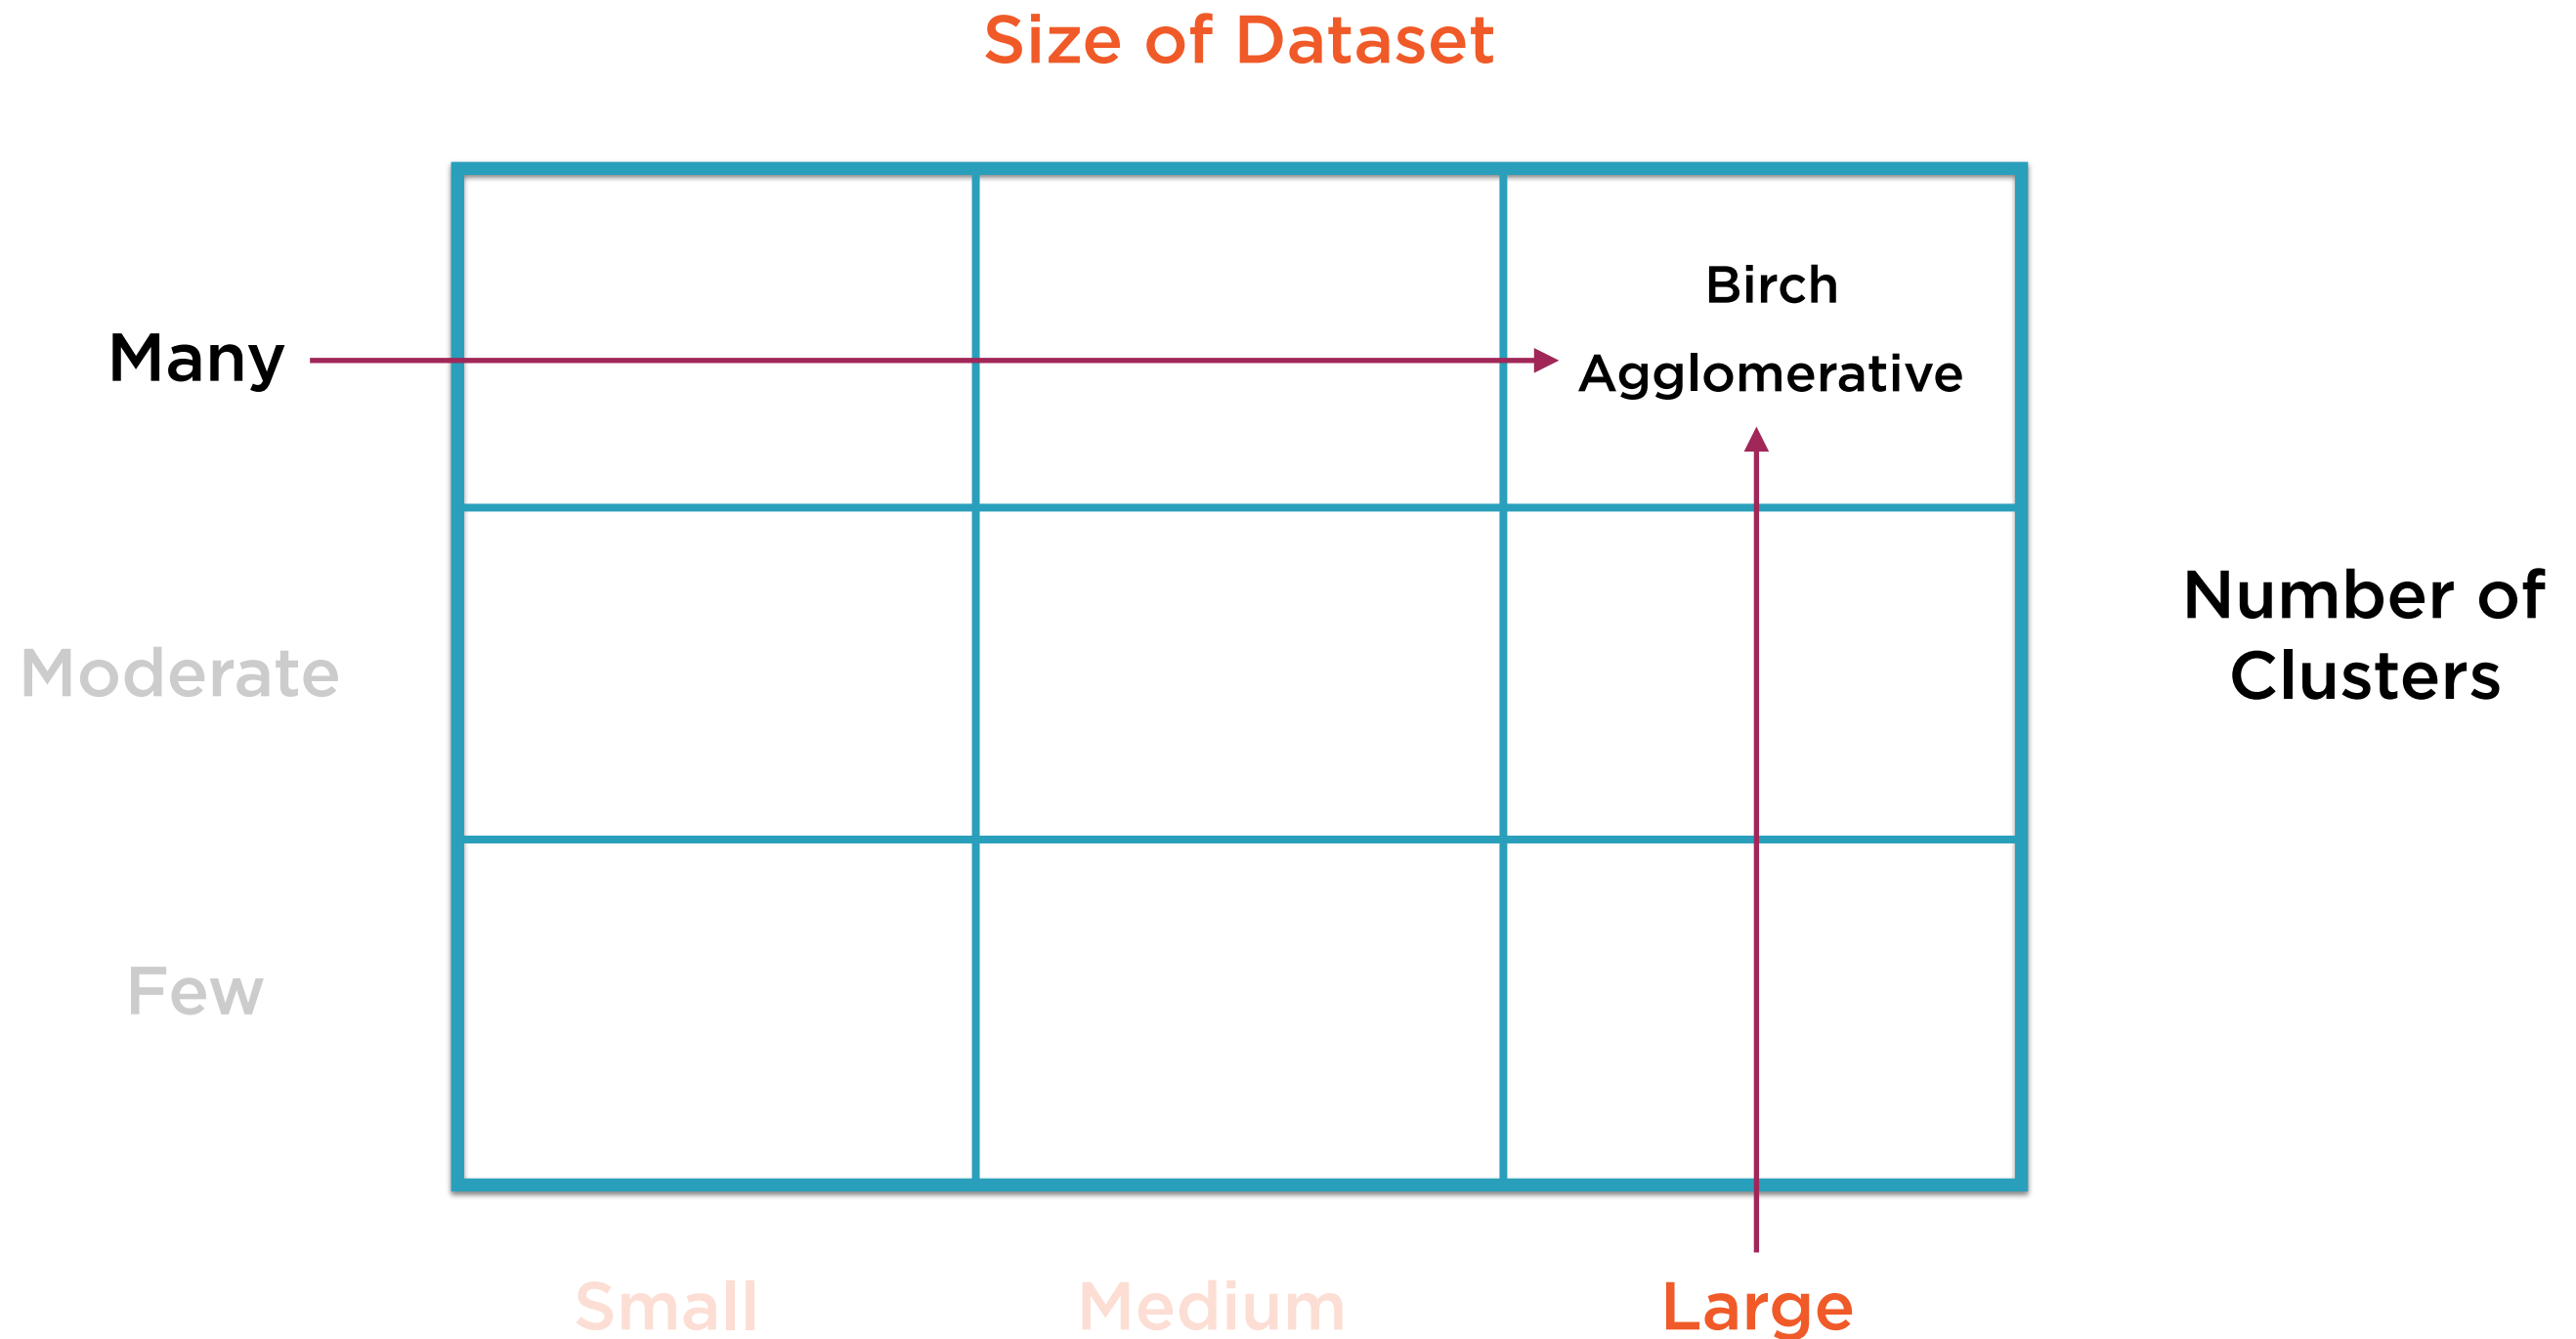 Size of Dataset
Birch
Many
Agglomerative
Number of
Clusters
Moderate
Few
Small
Medium
Large